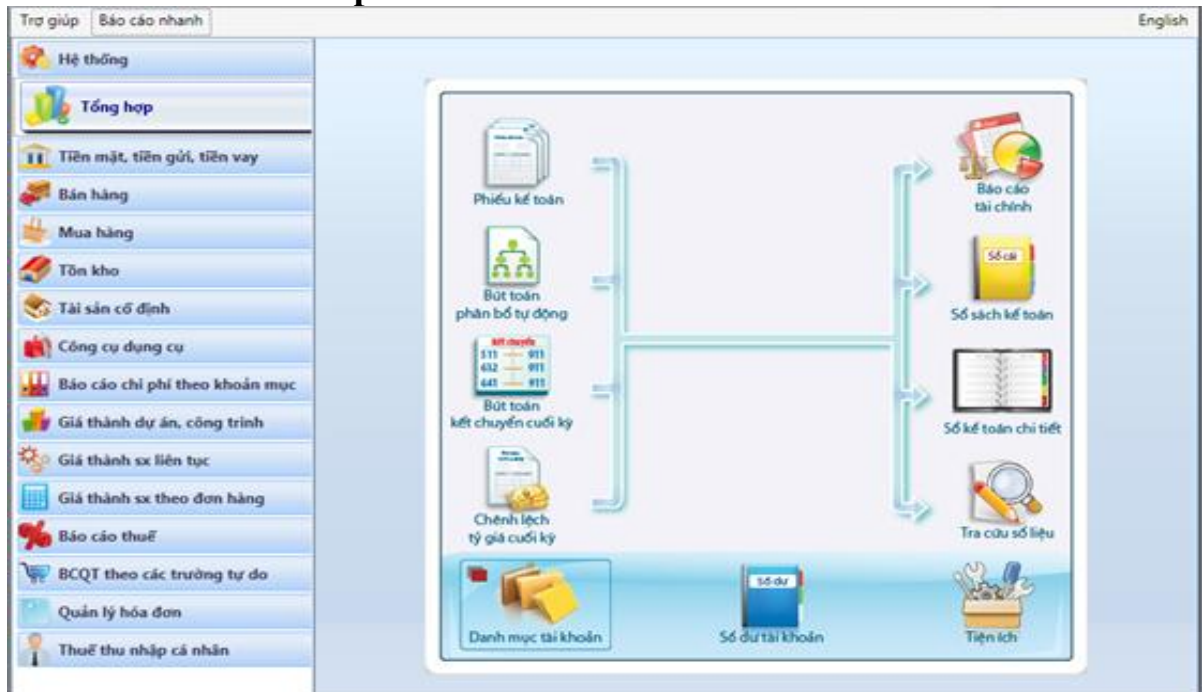 Trợ giúp Báo cáo nhanh English
Hệ thống
Tổng hợp
Tiền mặt, tiền gửi, tiền vay
Bán hàng
Mua hàng
Tồn kho
Tài sản cố định
Công cụ dụng cụ
Báo cáo chi phí theo khoản mục
Giá thành dự án, công trình
Giá thành sx liên tục
Giá thành sx theo đơn hàng
Báo cáo thuế
BCQT theo các trường tự do
Quản lý hóa đơn
Thuế thu nhập cá nhân
Phiếu kế toán
Bút toán
phân bổ tự động
Kết chuyển
511 911
632 911
641 911
Bút toán
kết chuyển cuối kỳ
Chênh lệch
tỷ giá cuối kỳ
Báo cáo
tài chính
Sổ cái
Sổ sách kế toán
Sổ kế toán chi tiết
Tra cứu số liệu
Danh mục tài khoản
Số dư
Số dư tài khoản
Tiện ích